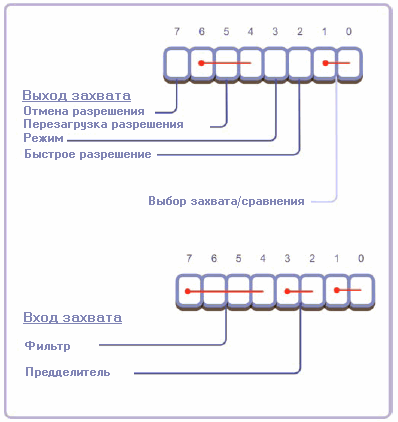 7 6 5 4 3 2 1 0
Выход захвата
Отмена разрешения
Перезагрузка разрешения
Режим
Быстрое разрешение
Выбор захвата/сравнения
7 6 5 4 3 2 1 0
Вход захвата
Фильтр
Предделитель